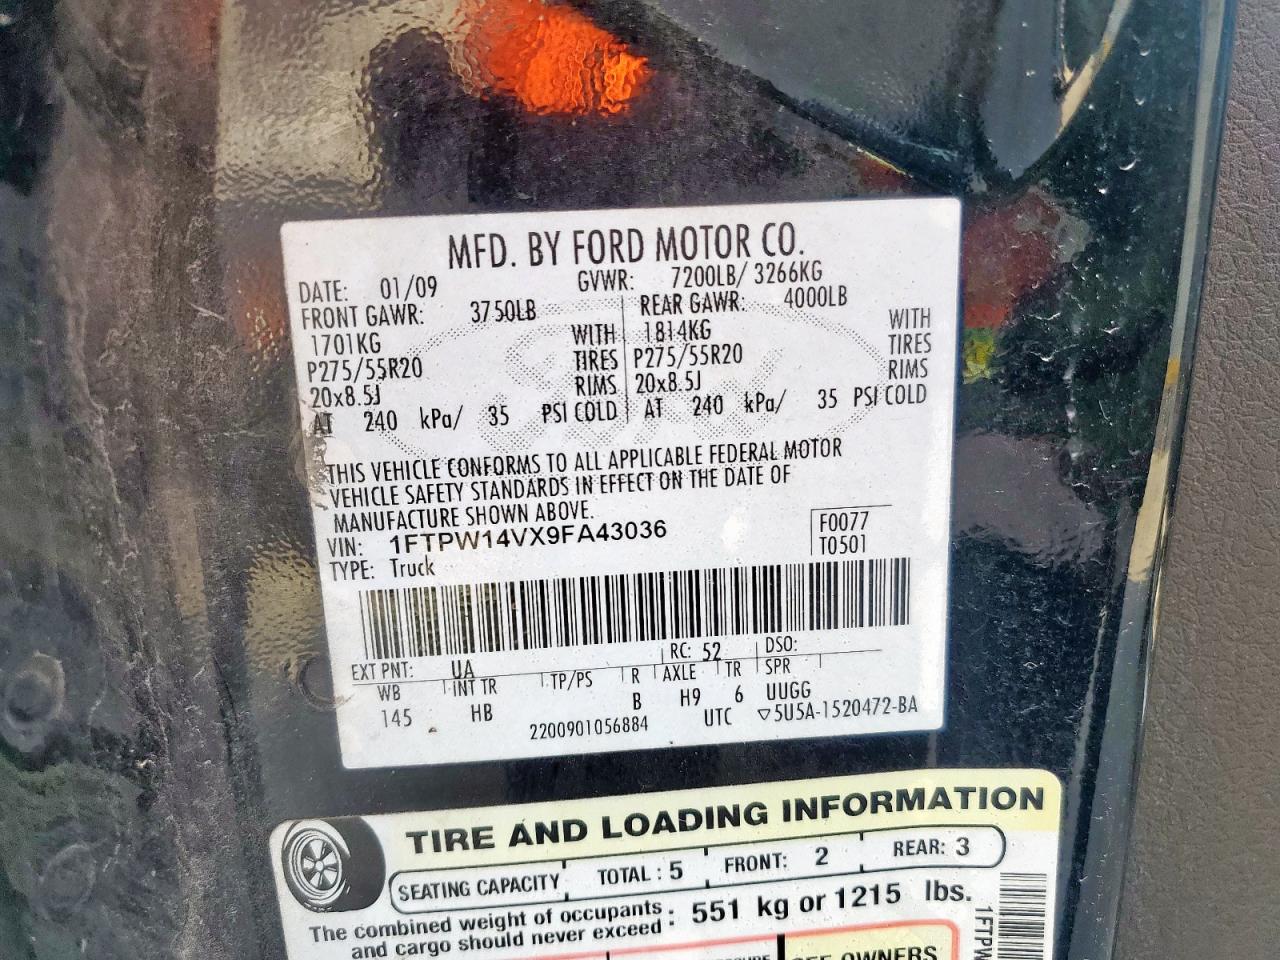 MFD. BY FORD MOTOR CO.
DATE: 01/09 GVWR: 7200LB/ 3266KG
FRONT GAWR: 3750LB REAR GAWR: 4000LB
1701KG WITH 1814KG WITH
P275/55R20 TIRES P275/55R20 TIRES
20x8.5J RIMS 20x8.5J RIMS
AT 240 kPa/ 35 PSI COLD AT 240 kPa/ 35 PSI COLD
THIS VEHICLE CONFORMS TO ALL APPLICABLE FEDERAL MOTOR
VEHICLE SAFETY STANDARDS IN EFFECT ON THE DATE OF
MANUFACTURE SHOWN ABOVE.
VIN: 1FTPW14VX9FA43036 F0077
TYPE: Truck T0501
EXT PNT: UA RC: 52 DSO:
WB INT TR TP/PS R AXLE TR SPR
145 HB B H9 6 UUGG
2200901056884 UTC ▽5U5A-1520472-BA
TIRE AND LOADING INFORMATION
SEATING CAPACITY TOTAL : 5 FRONT: 2 REAR: 3
The combined weight of occupants : 551 kg or 1215 lbs.
and cargo should never exceed :
OWNERS
1FTPW